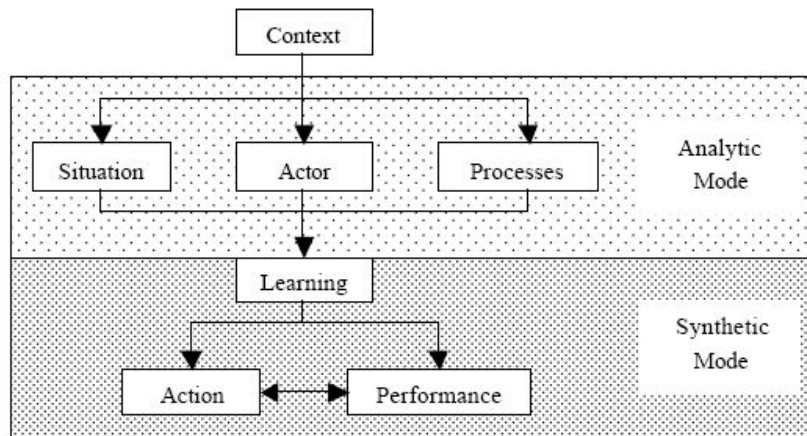 Context
Situation
Actor
Processes
Analytic
Mode
Learning
Synthetic
Mode
Action
Performance